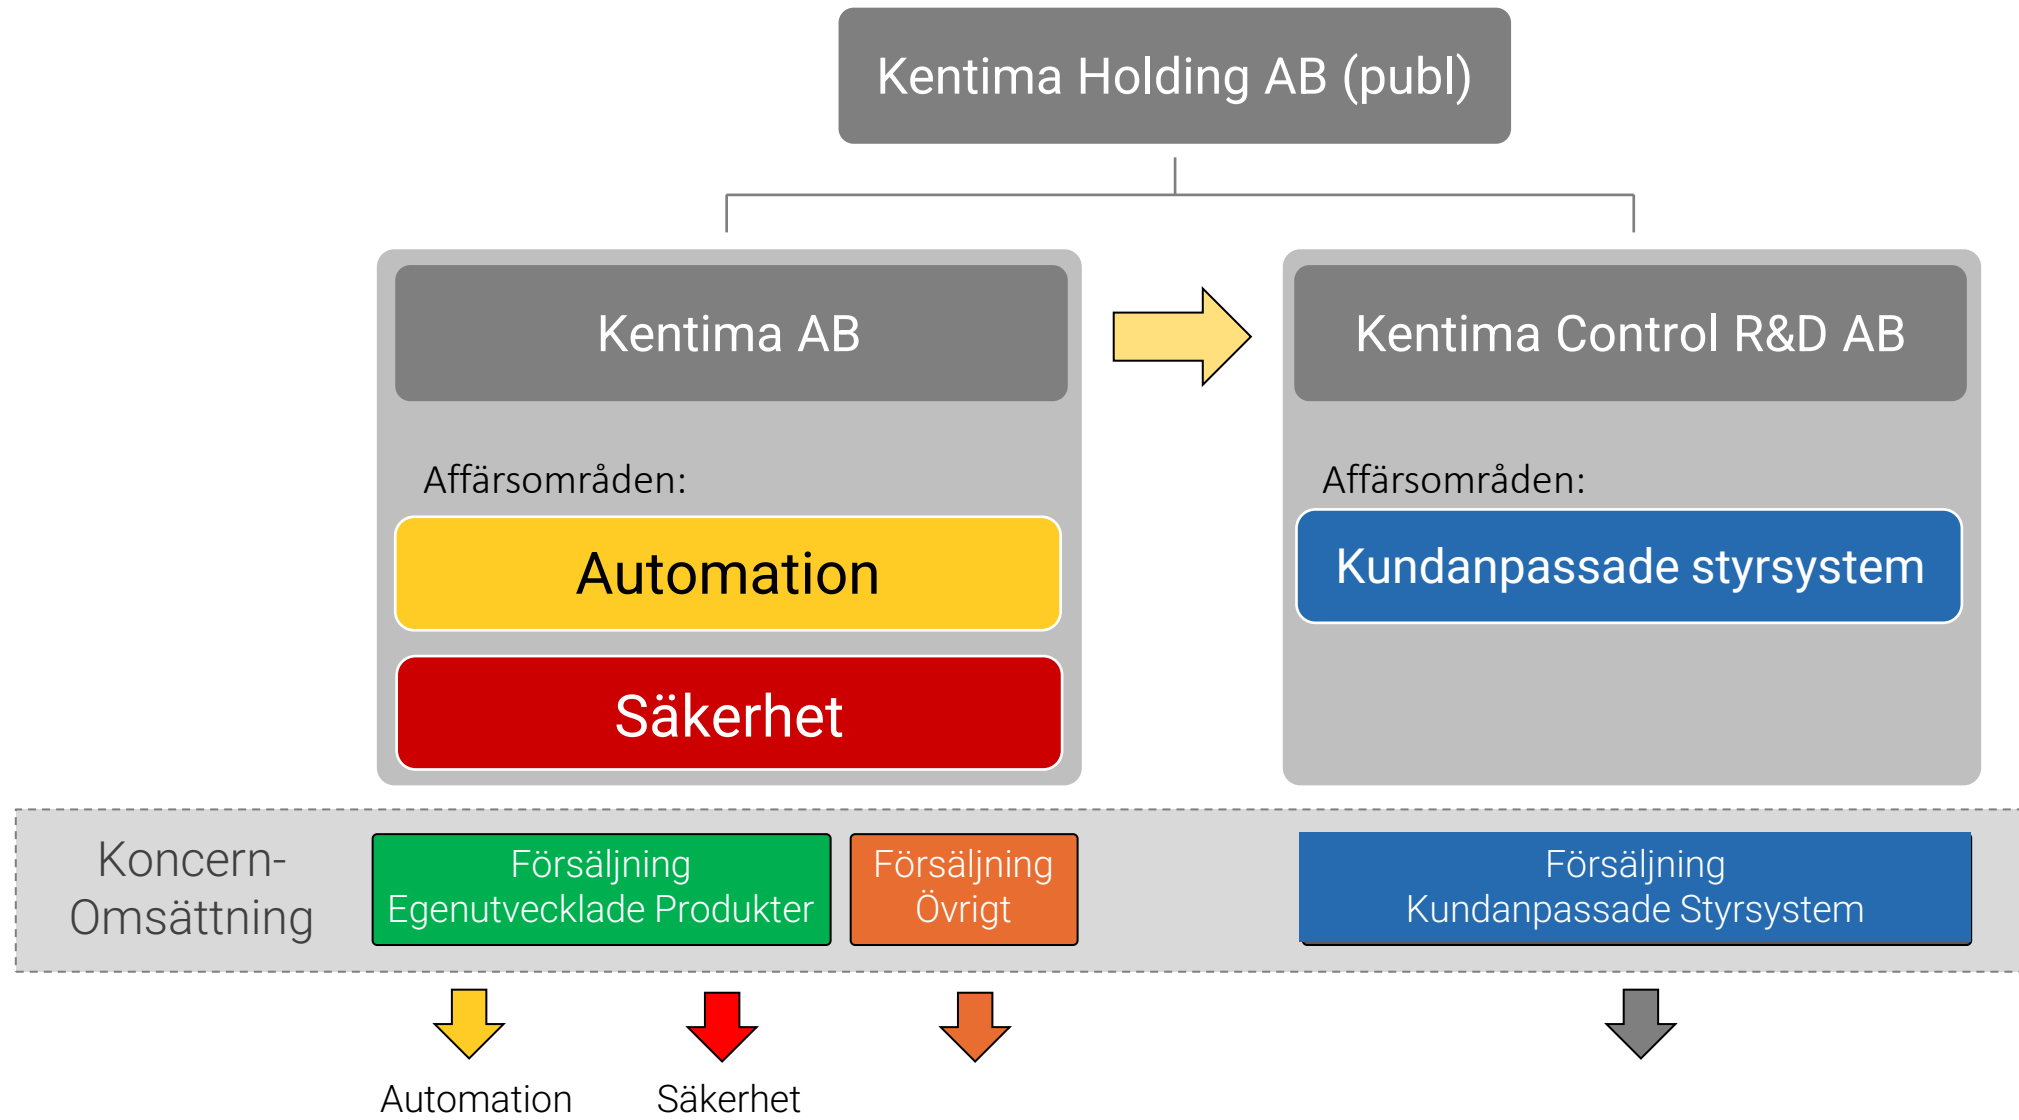 Kentima Holding AB (publ)
Kentima AB
Kentima Control R&D AB
Affärsområden:
Affärsområden:
Automation
Kundanpassade styrsystem
Säkerhet
Koncern-
Omsättning
Försäljning
Egenutvecklade Produkter
Försäljning
Övrigt
Försäljning
Kundanpassade Styrsystem
Automation
Säkerhet